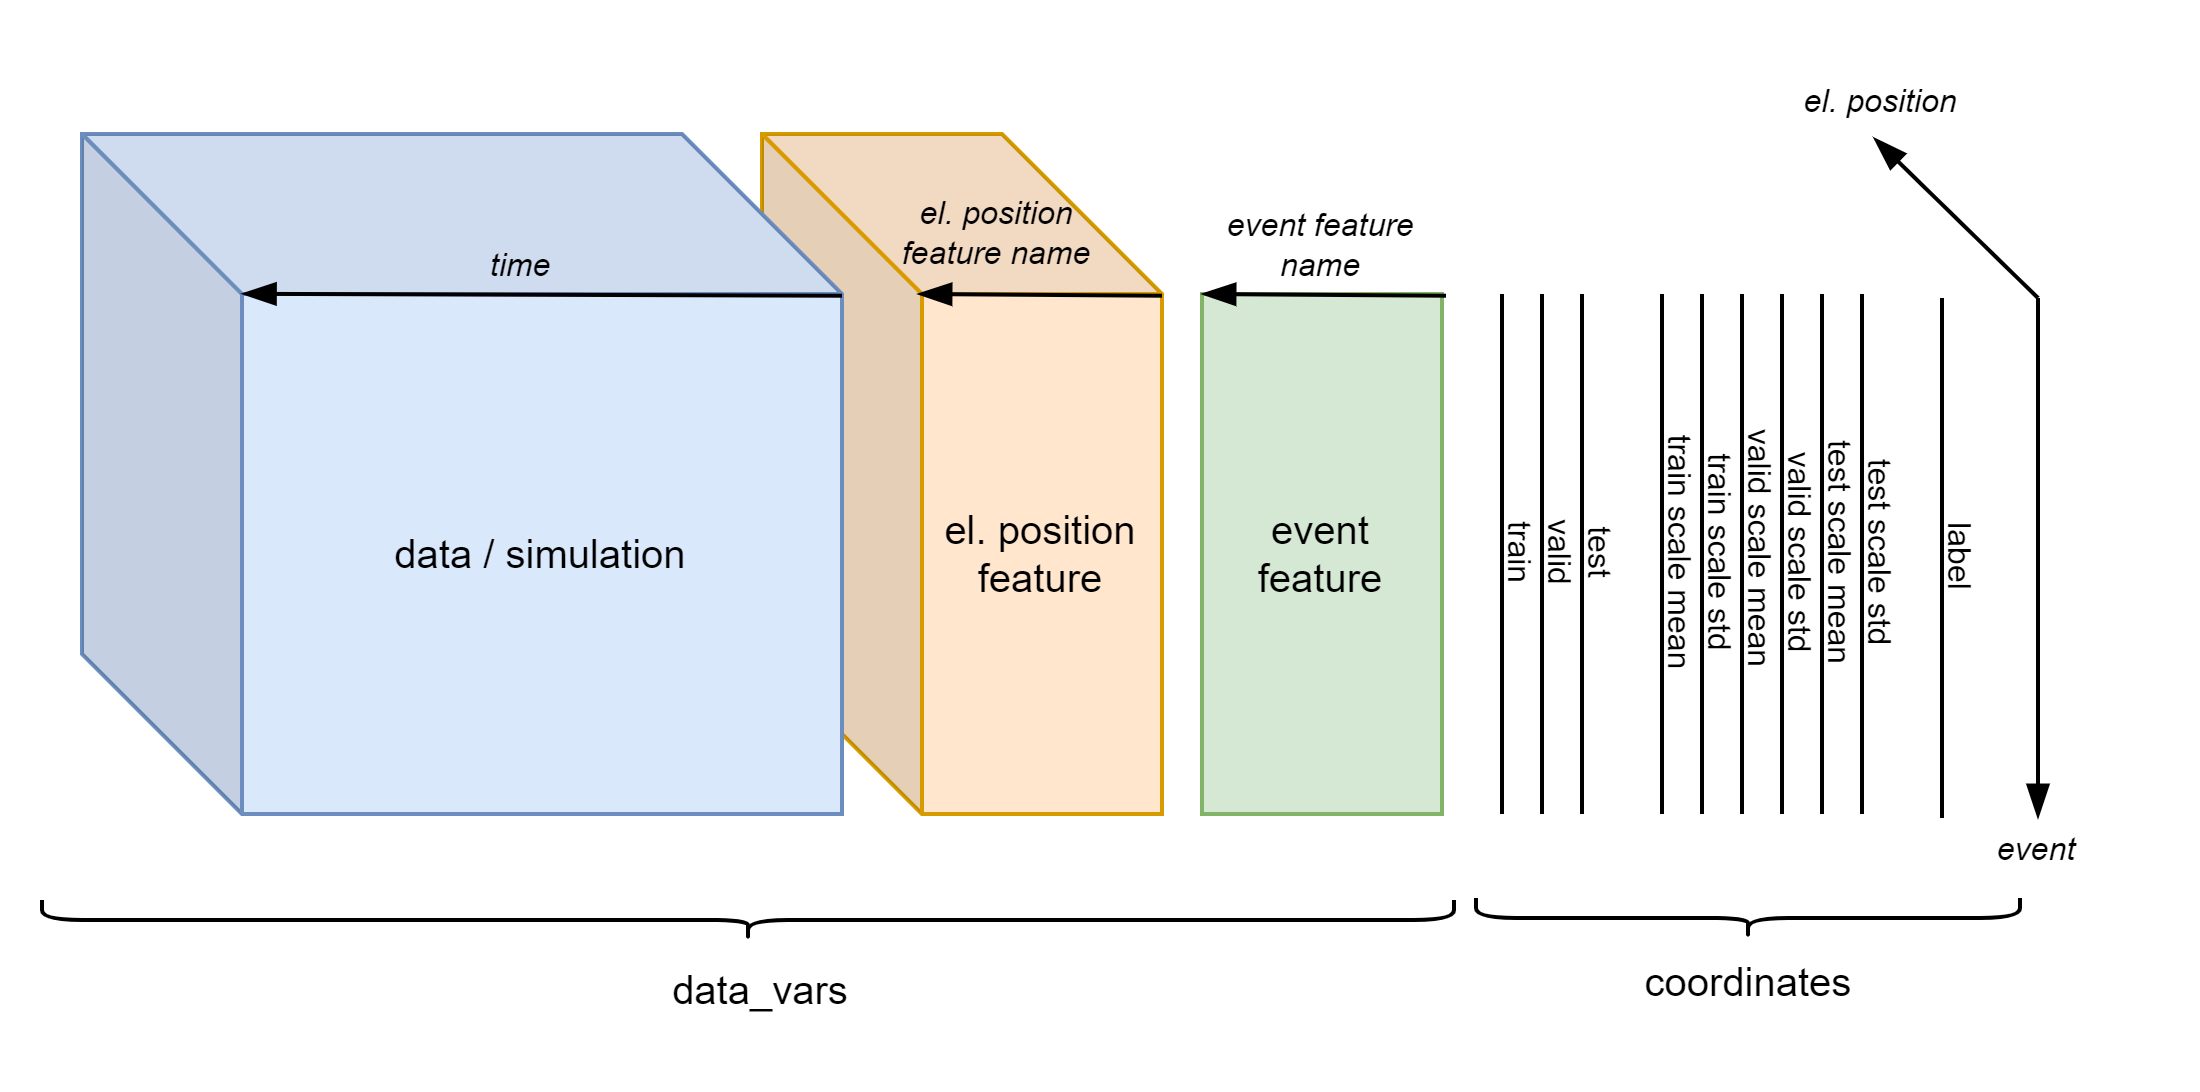 el. position
time
el. position
feature name
event feature
name
data / simulation
el. position
feature
event
feature
train
valid
test
train scale mean
train scale std
valid scale mean
valid scale std
test scale mean
test scale std
label
event
data_vars
coordinates